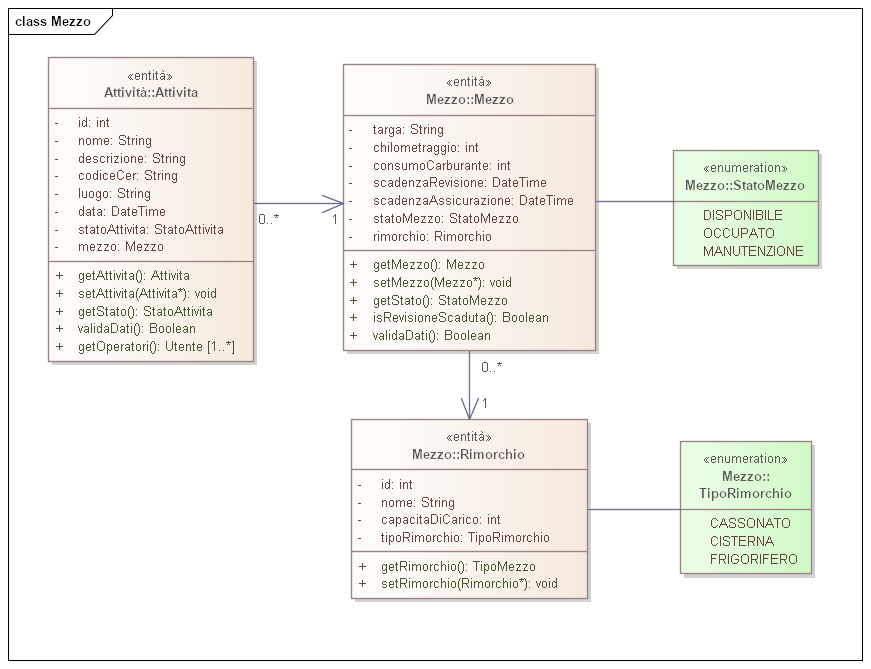 class Mezzo
«entità»
Attività::Attivita
- id: int
- nome: String
- descrizione: String
- codiceCer: String
- luogo: String
- data: DateTime
- statoAttivita: StatoAttivita
- mezzo: Mezzo
+ getAttivita(): Attivita
+ setAttivita(Attivita*): void
+ getStato(): StatoAttivita
+ validaDati(): Boolean
+ getOperatori(): Utente [1..*]
0..*
1
«entità»
Mezzo::Mezzo
- targa: String
- chilometraggio: int
- consumoCarburante: int
- scadenzaRevisione: DateTime
- scadenzaAssicurazione: DateTime
- statoMezzo: StatoMezzo
- rimorchio: Rimorchio
+ getMezzo(): Mezzo
+ setMezzo(Mezzo*): void
+ getStato(): StatoMezzo
+ isRevisioneScaduta(): Boolean
+ validaDati(): Boolean
«enumeration»
Mezzo::StatoMezzo
DISPONIBILE
OCCUPATO
MANUTENZIONE
0..*
1
«entità»
Mezzo::Rimorchio
- id: int
- nome: String
- capacitaDiCarico: int
- tipoRimorchio: TipoRimorchio
+ getRimorchio(): TipoMezzo
+ setRimorchio(Rimorchio*): void
«enumeration»
Mezzo::
TipoRimorchio
CASSONATO
CISTERNA
FRIGORIFERO